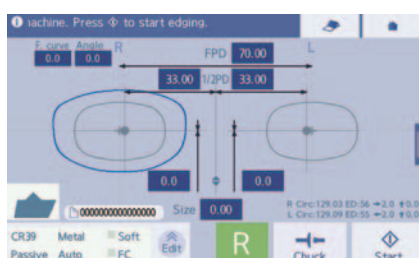 achine. Press to start edging.
F. curve Angle R L
0.0 0.0
FPD 70.00
33.00 1/2PD 33.00
0.0 0.0
00000000000000 Size 0.00
R Circ:129.03 ED:56 →2.0 ↑0.0
L Circ:129.09 ED:55 ←2.0 ↑0.0
CR39 Metal Soft Edit R Chuck Start
Passive Auto FC